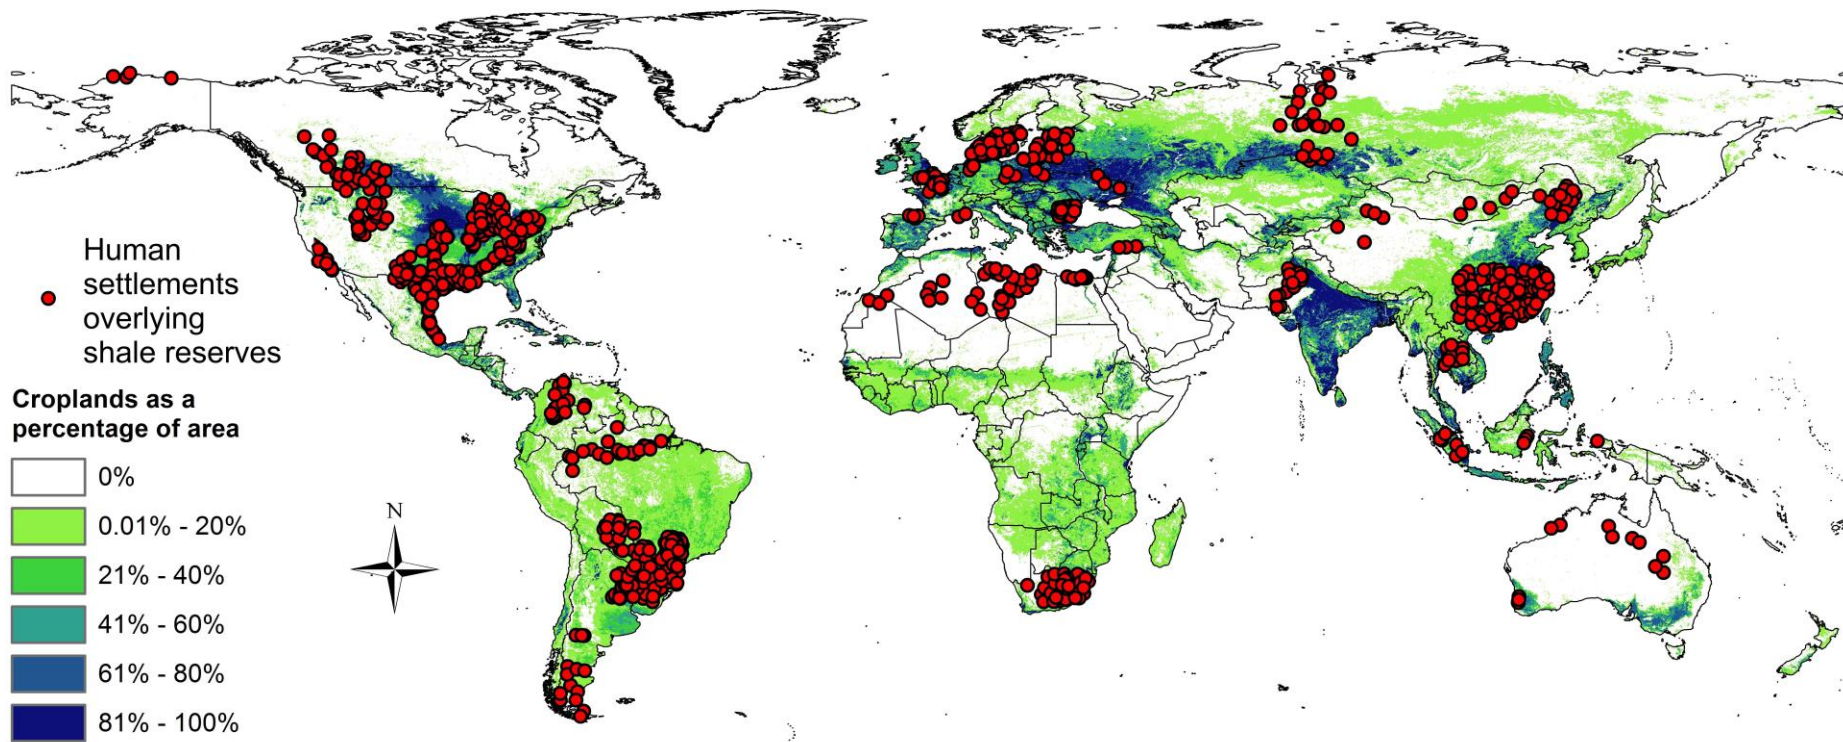 Human
settlements
overlying
shale reserves
Croplands as a
percentage of area
0%
0.01% - 20%
21% - 40%
41% - 60%
61% - 80%
81% - 100%
N